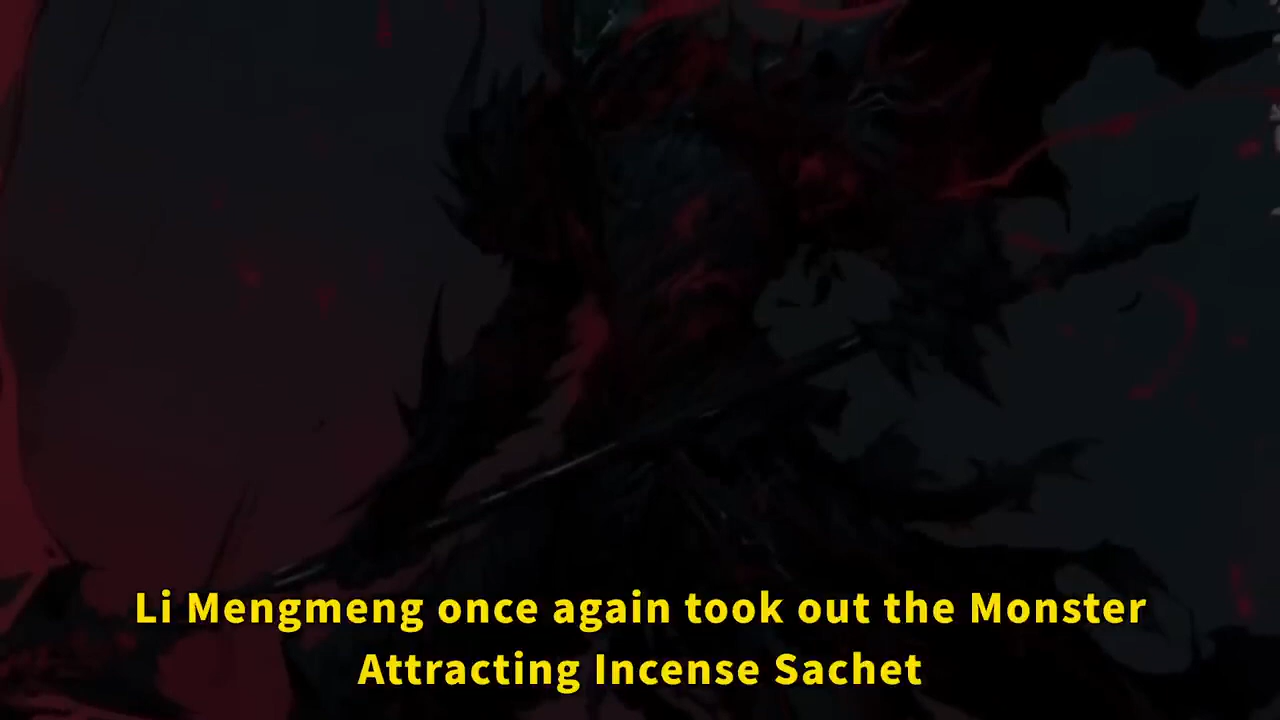 Li Mengmeng once again took out the Monster
Attracting Incense Sachet